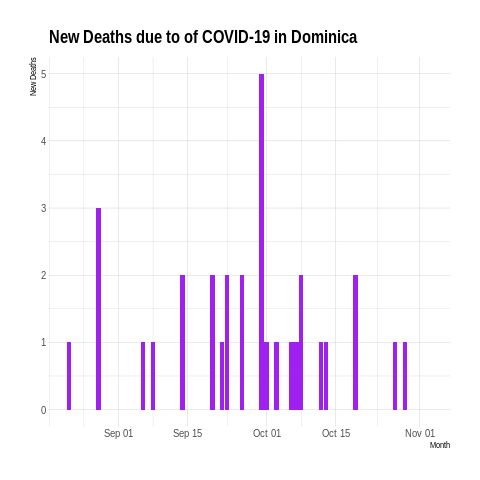 New Deaths due to of COVID-19 in Dominica
New Deaths
5
4
3
2
1
0
Sep 01 Sep 15 Oct 01 Oct 15 Nov 01
Month